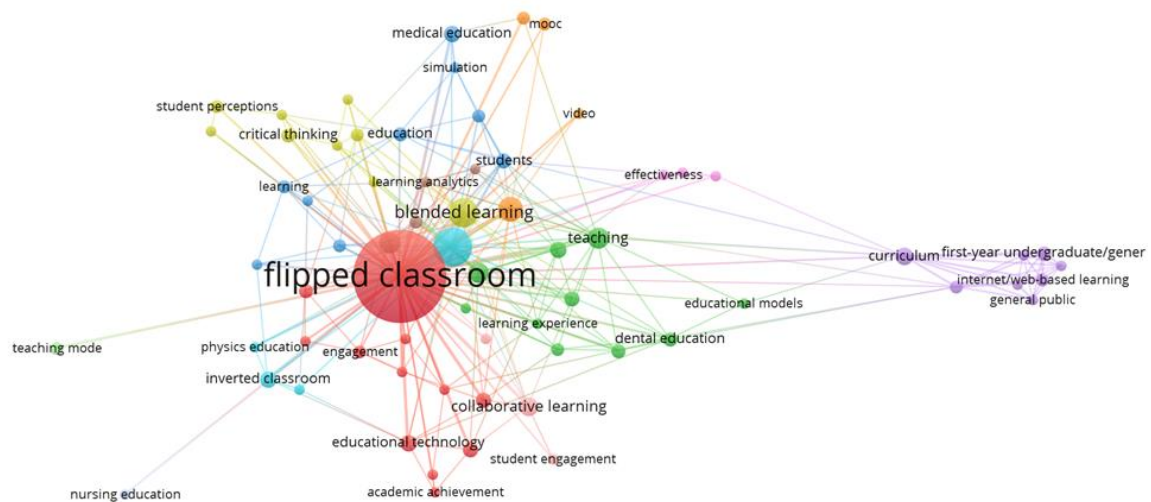 mooc
medical education
simulation
student perceptions
video
critical thinking
education
students
effectiveness
learning
learning analytics
blended learning
teaching
curriculum
first-year undergraduate/gener
flipped classroom
internet/web-based learning
general public
educational models
learning experience
dental education
teaching mode
physics education
engagement
inverted classroom
collaborative learning
educational technology
student engagement
academic achievement
nursing education